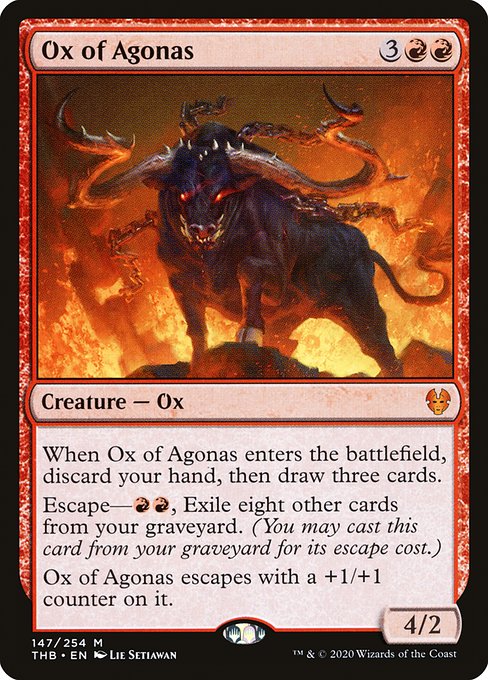 Ox of Agonas 3
Creature — Ox
When Ox of Agonas enters the battlefield,
discard your hand, then draw three cards.
Escape—, Exile eight other cards
from your graveyard. (You may cast this
card from your graveyard for its escape cost.)
Ox of Agonas escapes with a +1/+1
counter on it.
4/2
147/254 M
THB • EN Lie Setiawan
™ & © 2020 Wizards of the Coast